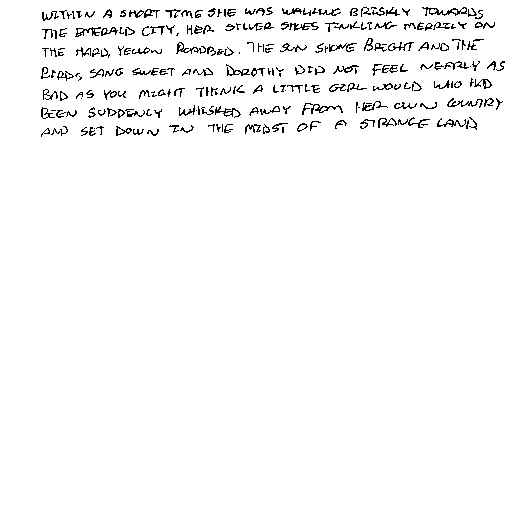 WITHIN A SHORT TIME SHE WAS WALKING BRISKLY TOWARDS
THE EMERALD CITY, HER SILVER SHOES TINKLING MERRILY ON
THE HARD, YELLOW ROADBED. THE SUN SHONE BRIGHT AND THE
BIRDS, SANG SWEET AND DOROTHY DID NOT FEEL NEARLY AS
BAD AS YOU MIGHT THINK A LITTLE GIRL WOULD WHO HAD
BEEN SUDDENLY WHISKED AWAY FROM HER OWN COUNTRY
AND SET DOWN IN THE MIDST OF A STRANGE LAND